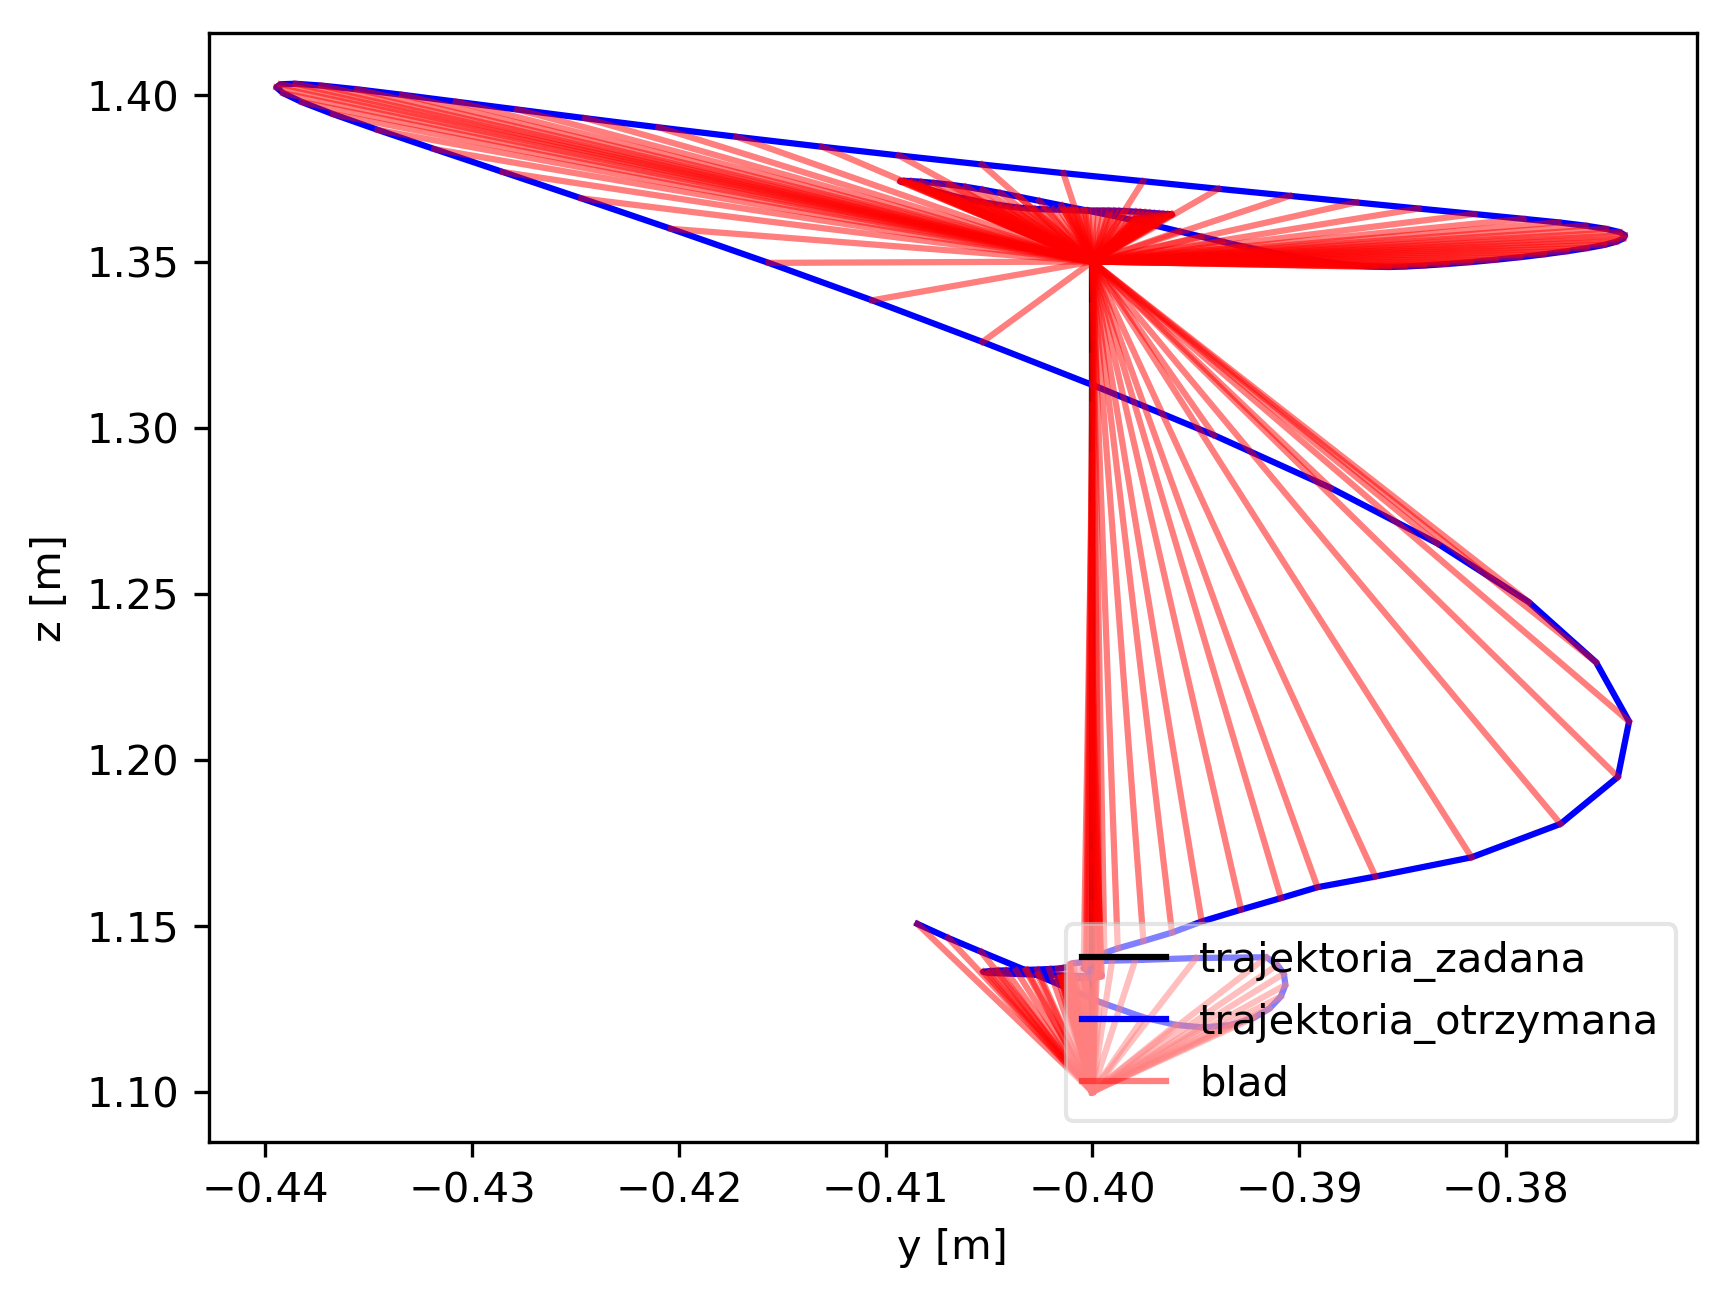 1.40
1.35
1.30
1.25
1.20
1.15
1.10
z [m]
−0.44 −0.43 −0.42 −0.41 −0.40 −0.39 −0.38
y [m]
trajektoria_zadana
trajektoria_otrzymana
blad